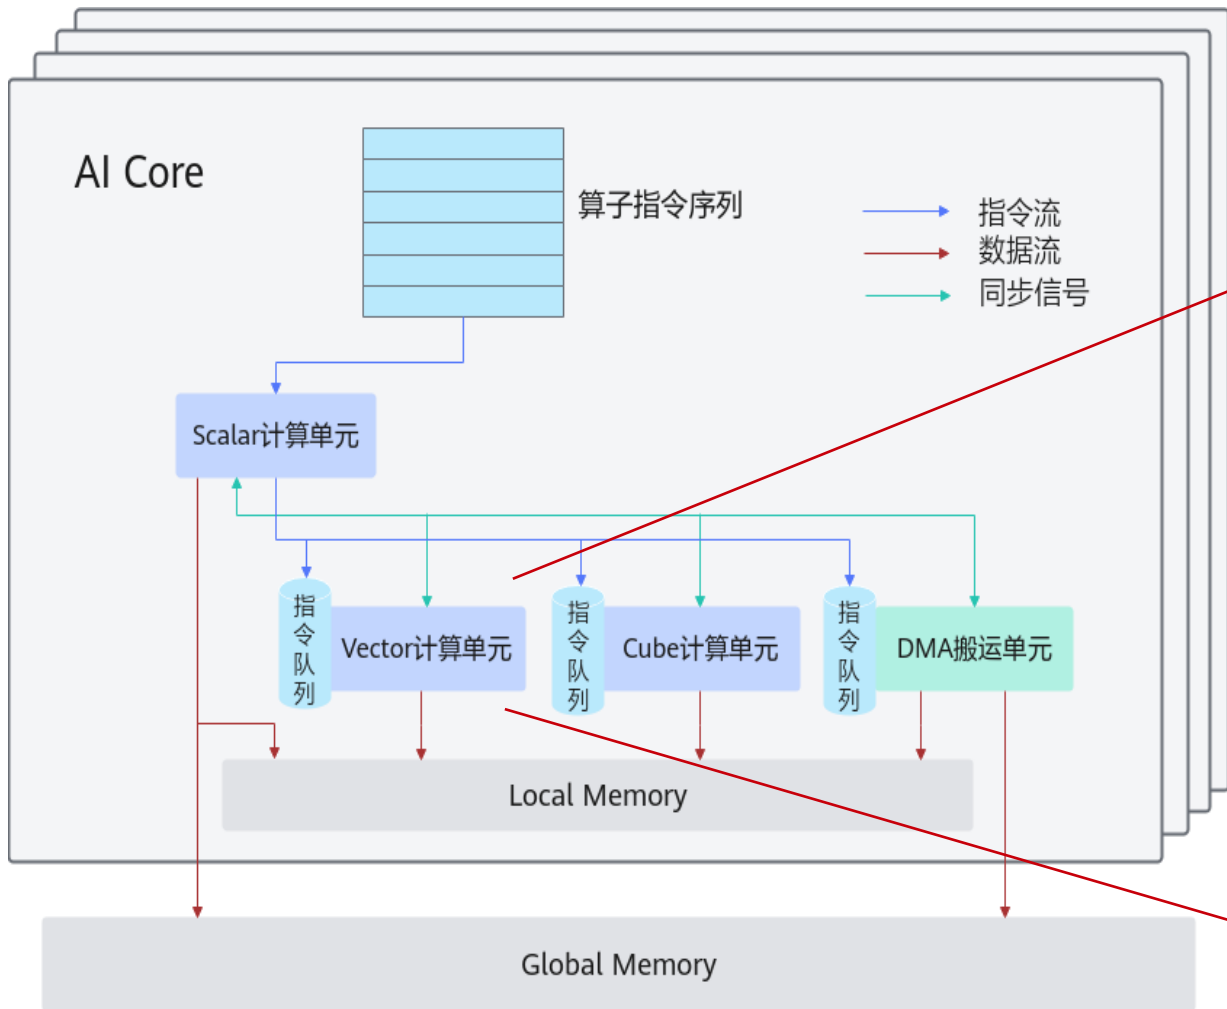 AI Core
算子指令序列
指令流
数据流
同步信号
Scalar计算单元
指令队列
Vector计算单元
指令队列
Cube计算单元
指令队列
DMA搬运单元
Local Memory
Global Memory